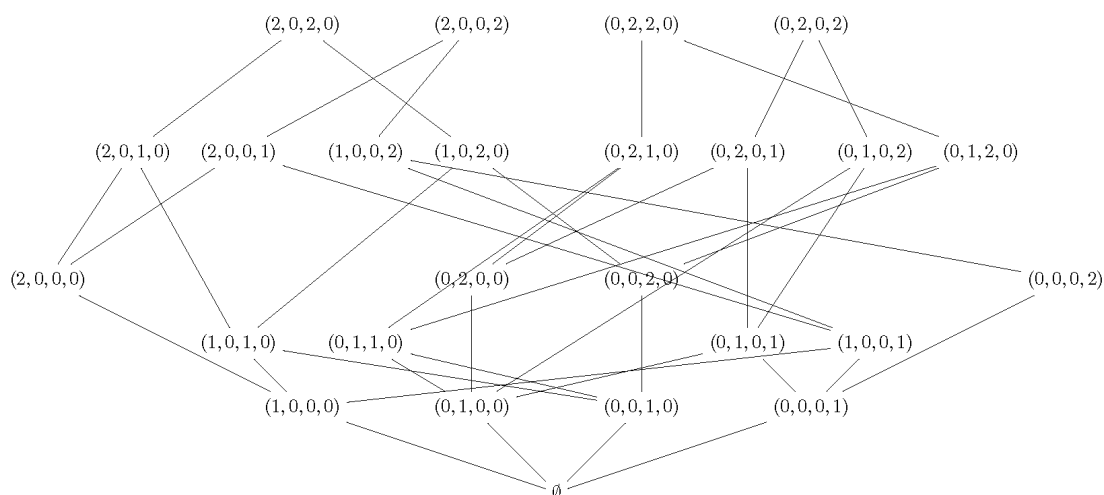 (2, 0, 2, 0) (2, 0, 0, 2) (0, 2, 2, 0) (0, 2, 0, 2)
(2, 0, 1, 0) (2, 0, 0, 1) (1, 0, 0, 2) (1, 0, 2, 0) (0, 2, 1, 0) (0, 2, 0, 1) (0, 1, 0, 2) (0, 1, 2, 0)
(2, 0, 0, 0) (0, 2, 0, 0) (0, 0, 2, 0) (0, 0, 0, 2)
(1, 0, 1, 0) (0, 1, 1, 0) (0, 1, 0, 1) (1, 0, 0, 1)
(1, 0, 0, 0) (0, 1, 0, 0) (0, 0, 1, 0) (0, 0, 0, 1)
∅